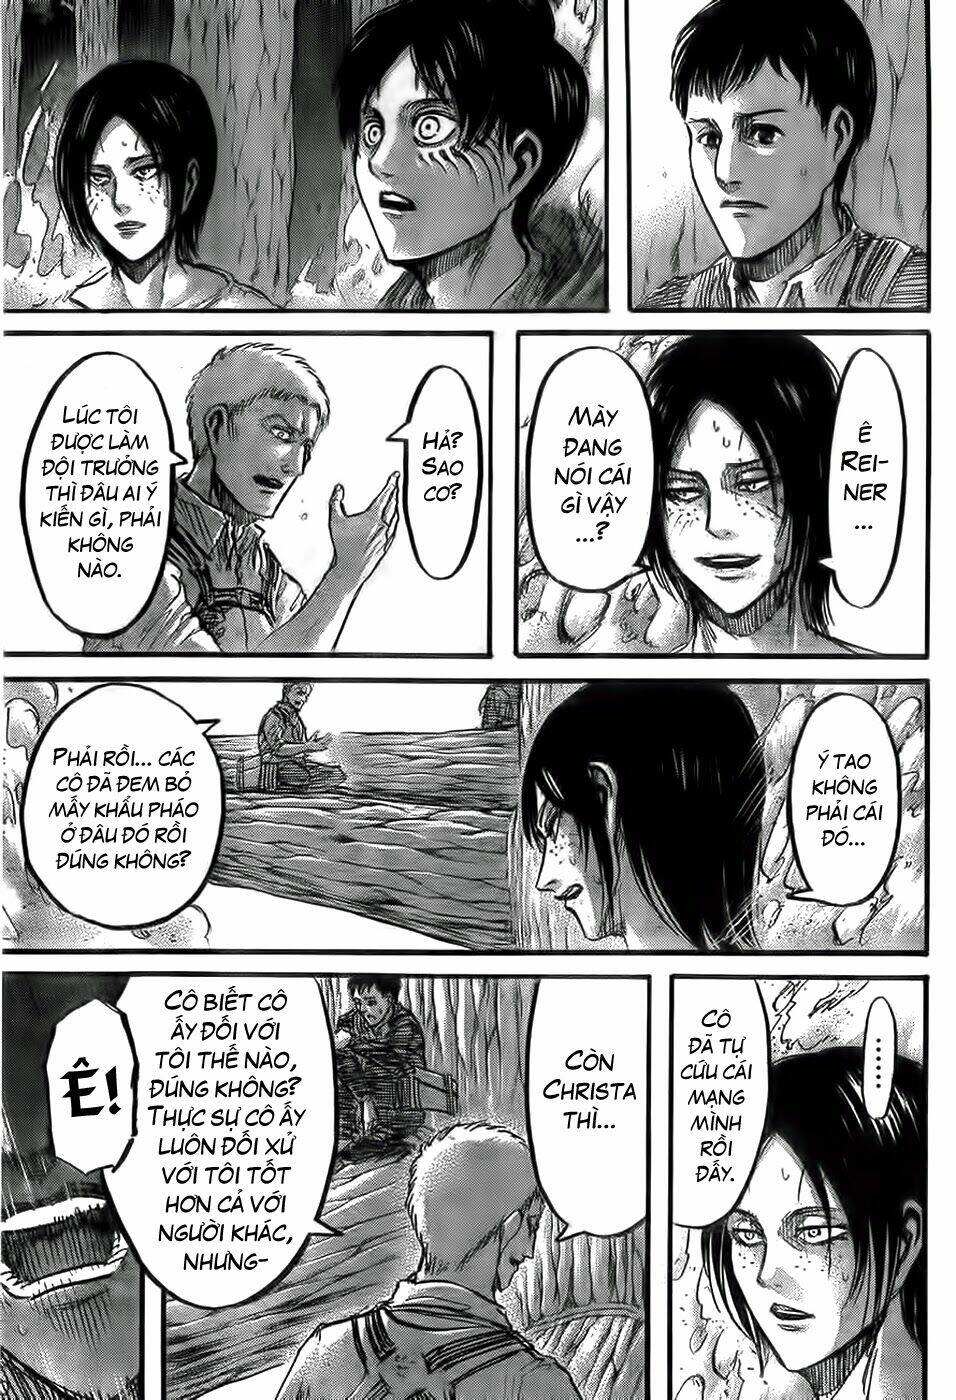 Ê
REI-
NER
...
MÀY
ĐANG
NÓI CÁI
GÌ VẬY
...?
HẢ?
SAO
CƠ?
LÚC TÔI
ĐƯỢC LÀM
ĐỘI TRƯỞNG
THÌ ĐÂU AI Ý
KIẾN GÌ, PHẢI
KHÔNG
NÀO.
Ý TAO
KHÔNG
PHẢI CÁI
ĐÓ...
PHẢI RỒI... CÁC
CÔ ĐÃ ĐEM BỎ
MẤY KHẨU PHÁO
Ở ĐÂU ĐÓ RỒI
ĐÚNG KHÔNG?
......
CÔ
ĐÃ TỰ
CỨU CÁI
MẠNG
MÌNH
RỒI
ĐẤY.
CÒN
CHRISTA
THÌ...
CÔ BIẾT CÔ
ẤY ĐỐI VỚI
TÔI THẾ NÀO,
ĐÚNG KHÔNG?
THỰC SỰ CÔ ẤY
LUÔN ĐỐI XỬ
VỚI TÔI TỐT
HƠN CẢ VỚI
NGƯỜI KHÁC,
NHƯNG-
Ê!